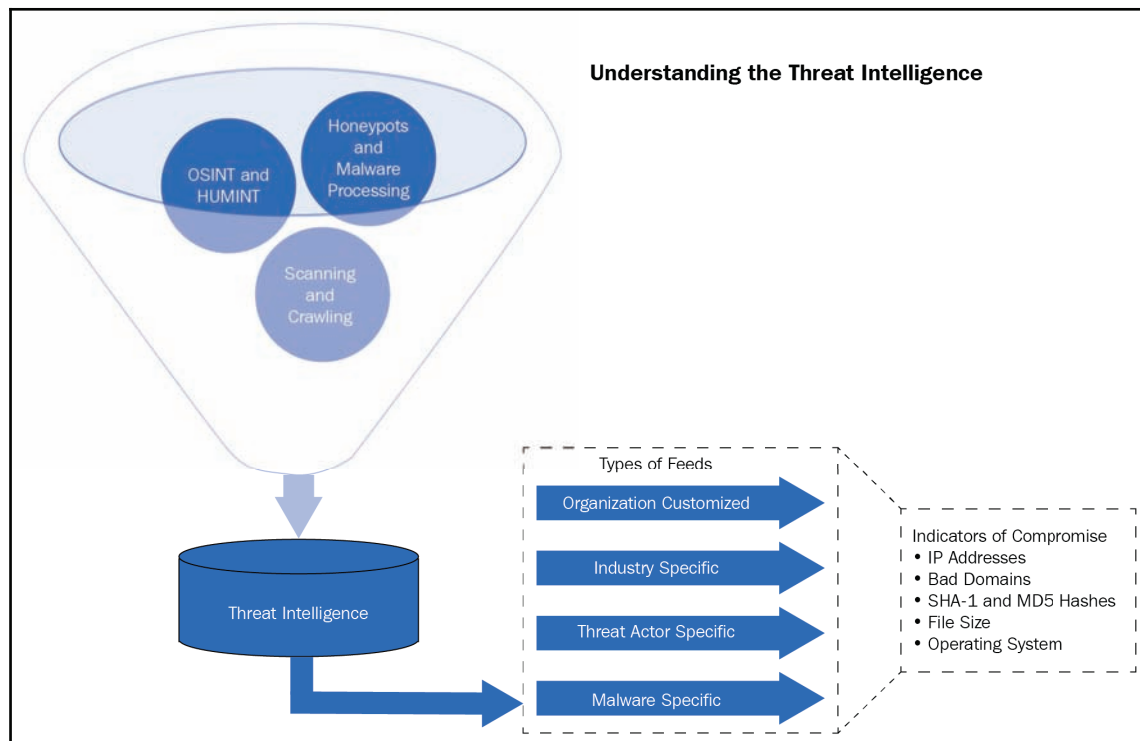 Understanding the Threat Intelligence
Honeypots
and
Malware
Processing
OSINT and
HUMINT
Scanning
and
Crawling
Threat Intelligence
Types of Feeds
Organization Customized
Industry Specific
Threat Actor Specific
Malware Specific
Indicators of Compromise
• IP Addresses
• Bad Domains
• SHA-1 and MD5 Hashes
• File Size
• Operating System